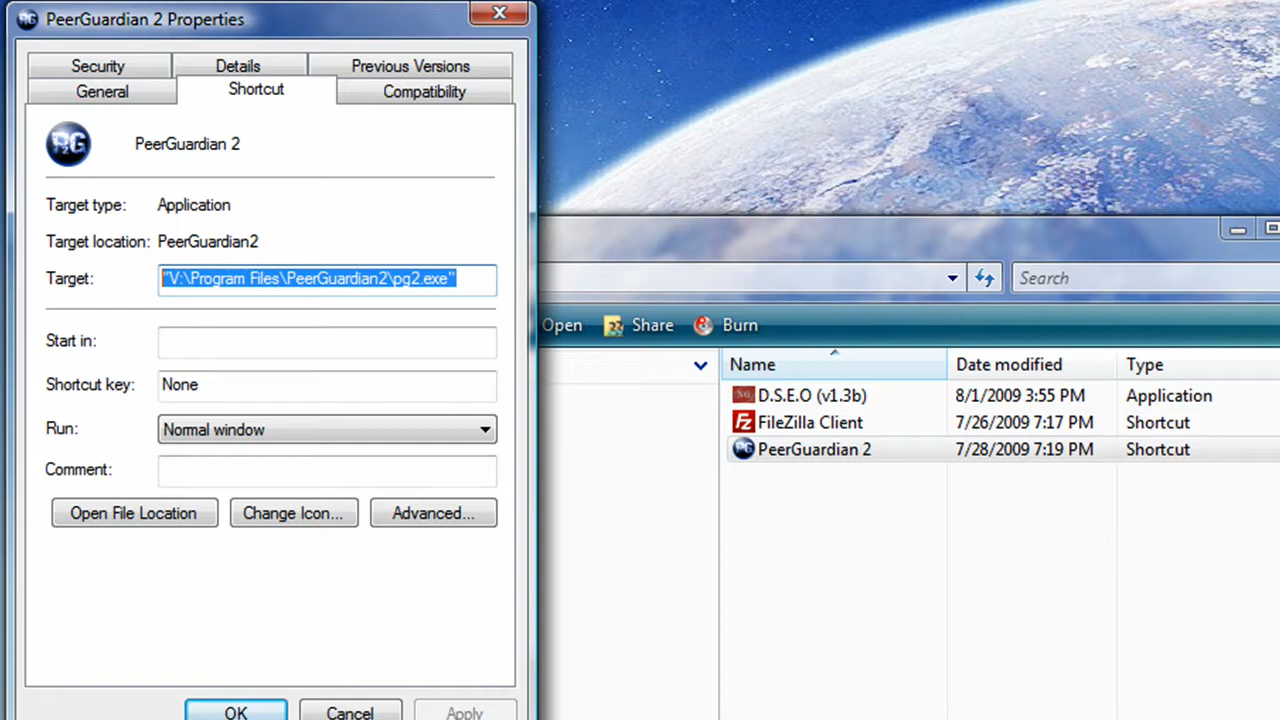 PeerGuardian 2 Properties
Security Details Previous Versions
General Shortcut Compatibility
PG PeerGuardian 2
Target type: Application
Target location: PeerGuardian2
Target: "V:\Program Files\PeerGuardian2\pg2.exe"
Start in:
Shortcut key: None
Run: Normal window
Comment:
Open File Location Change Icon... Advanced...
OK Cancel Apply
Search
Open Share Burn
Name Date modified Type
D.S.E.O (v1.3b) 8/1/2009 3:55 PM Application
FileZilla Client 7/26/2009 7:17 PM Shortcut
PeerGuardian 2 7/28/2009 7:19 PM Shortcut